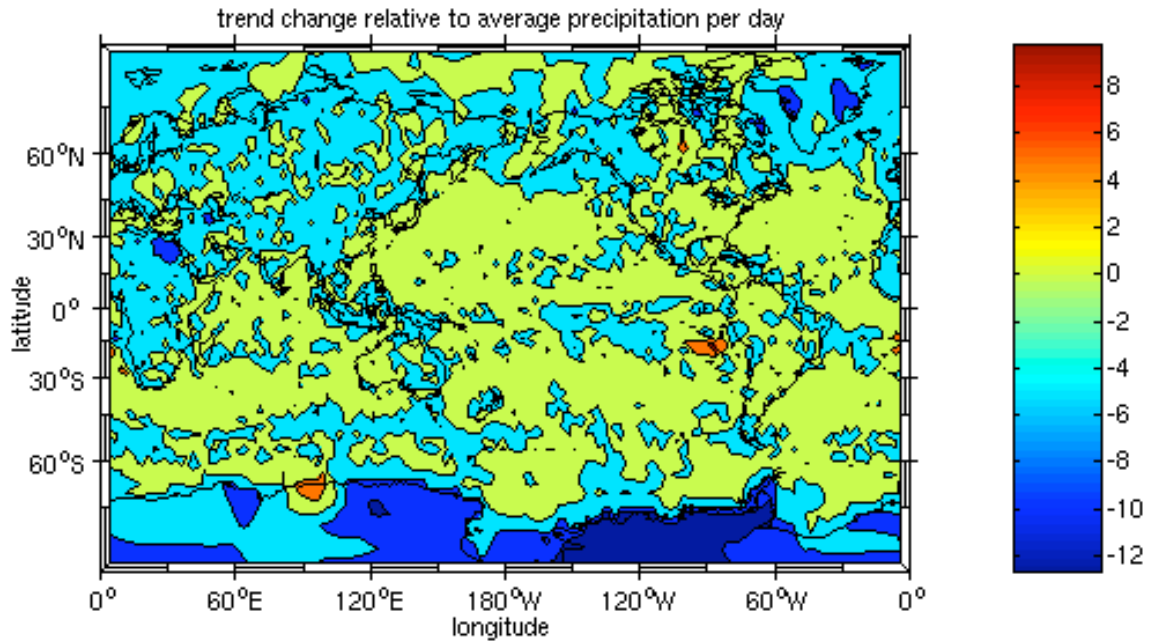 trend change relative to average precipitation per day
60°N
30°N
0°
30°S
60°S
latitude
0°
60°E
120°E
180°W
120°W
60°W
0°
longitude
8
6
4
2
0
-2
-4
-6
-8
-10
-12